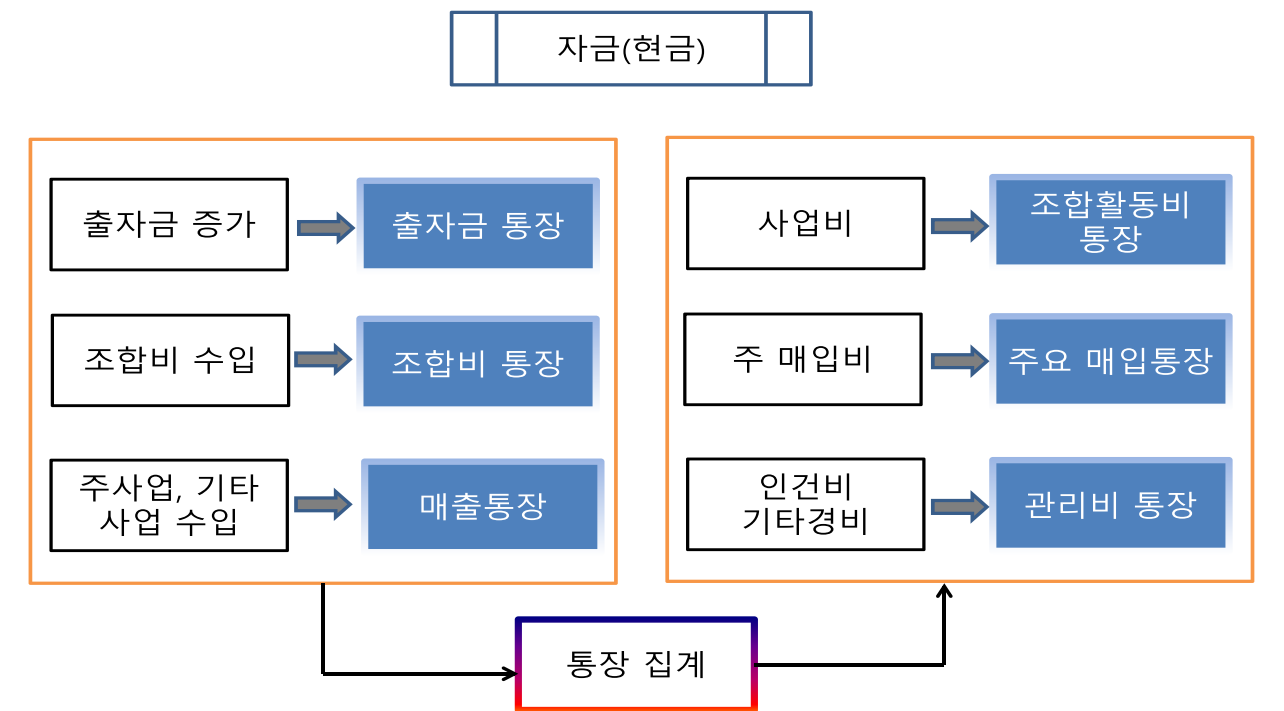 자금(현금)
출자금 증가
출자금 통장
조합비 수입
조합비 통장
주사업, 기타
사업 수입
매출통장
사업비
조합활동비
통장
주 매입비
주요 매입통장
인건비
기타경비
관리비 통장
통장 집계